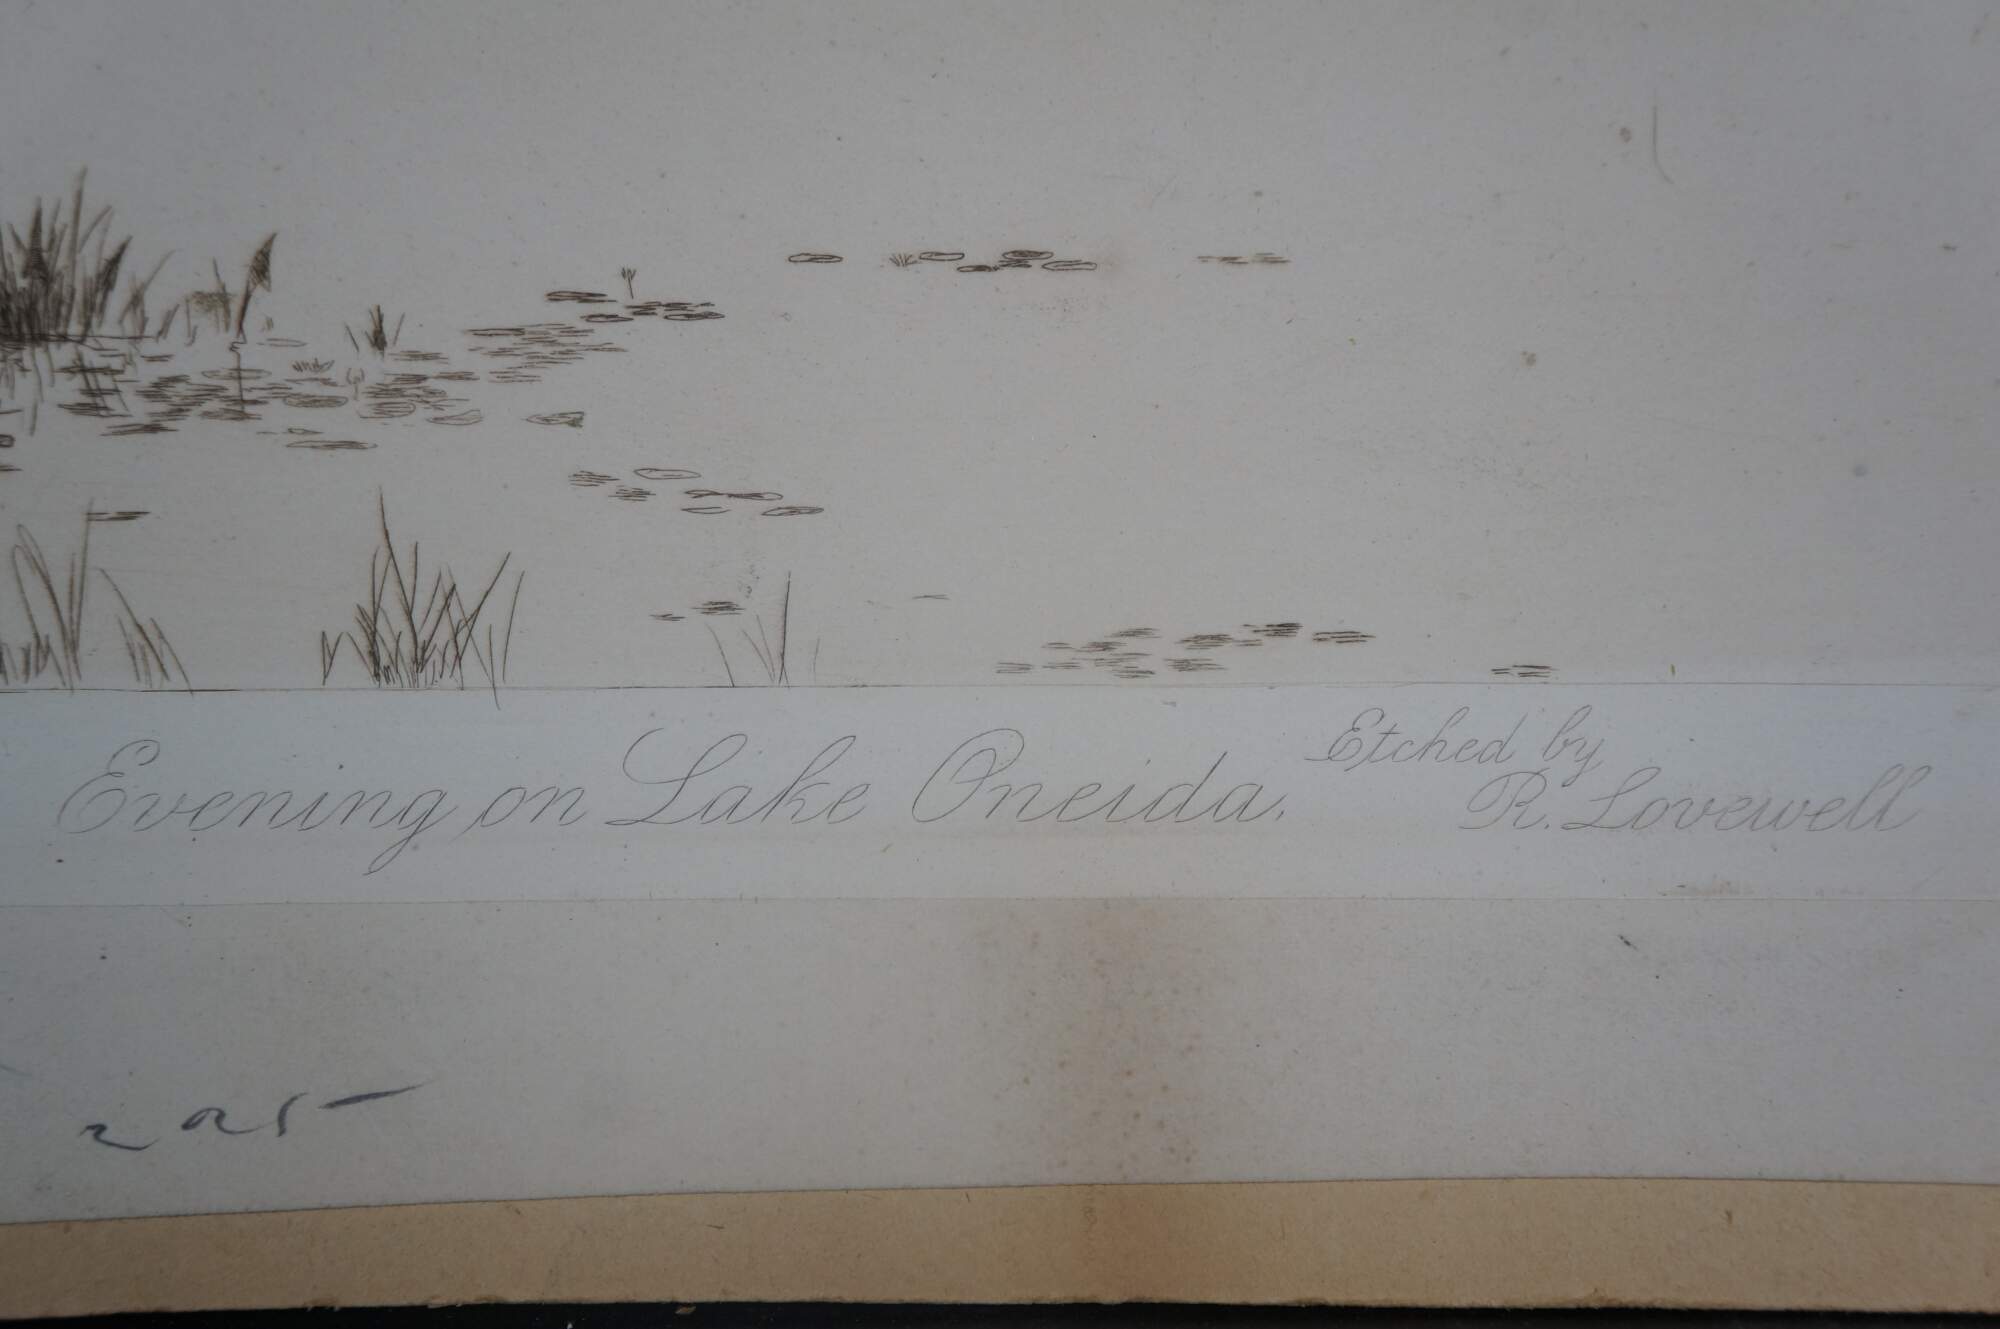 Evening on Lake Oneida,
Etched by
R. Lovewell